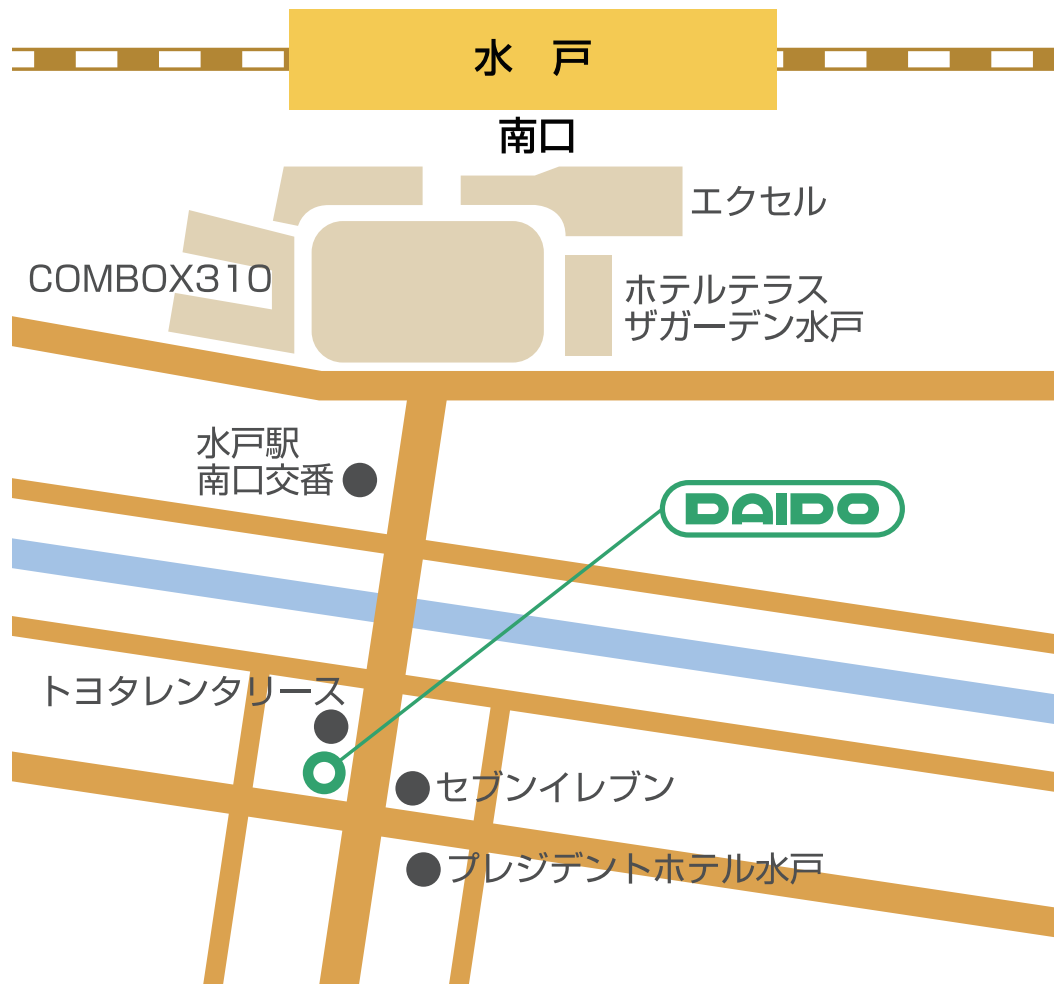 水　戸
南口
エクセル
COMBOX310
ホテルテラス
ザガーデン水戸
水戸駅
南口交番
DAIDO
トヨタレンタリース
セブンイレブン
プレジデントホテル水戸